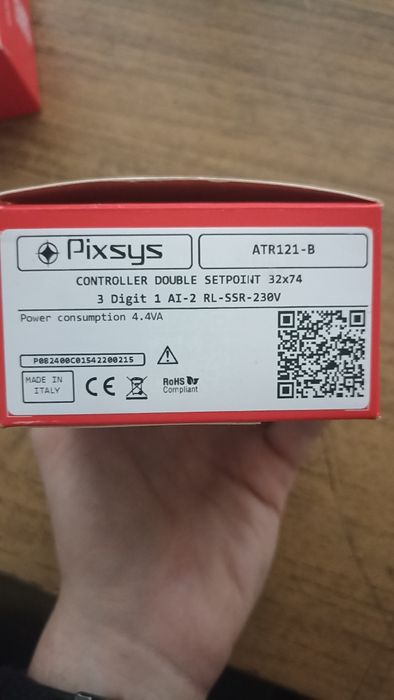 Pixsys
ATR121-B
CONTROLLER DOUBLE SETPOINT 32x74
3 Digit 1 AI-2 RL-SSR-230V
Power consumption 4.4VA
P082400C01542200215
MADE IN
ITALY
CE
RoHS
Compliant